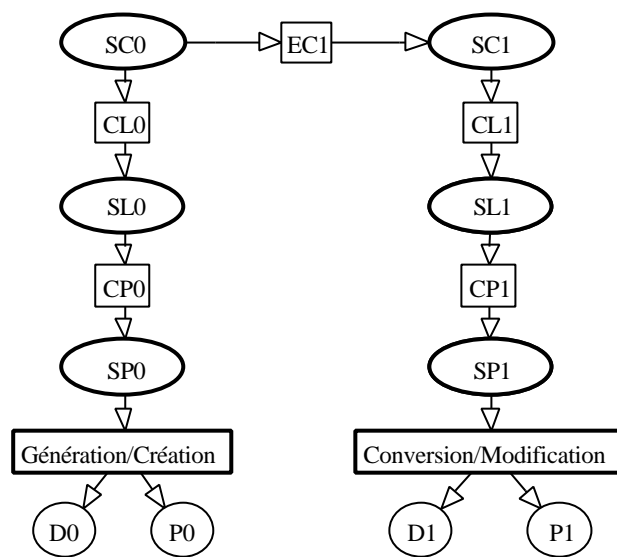 SC0 EC1 SC1
CL0 CL1
SL0 SL1
CP0 CP1
SP0 SP1
Génération/Création Conversion/Modification
D0 P0 D1 P1